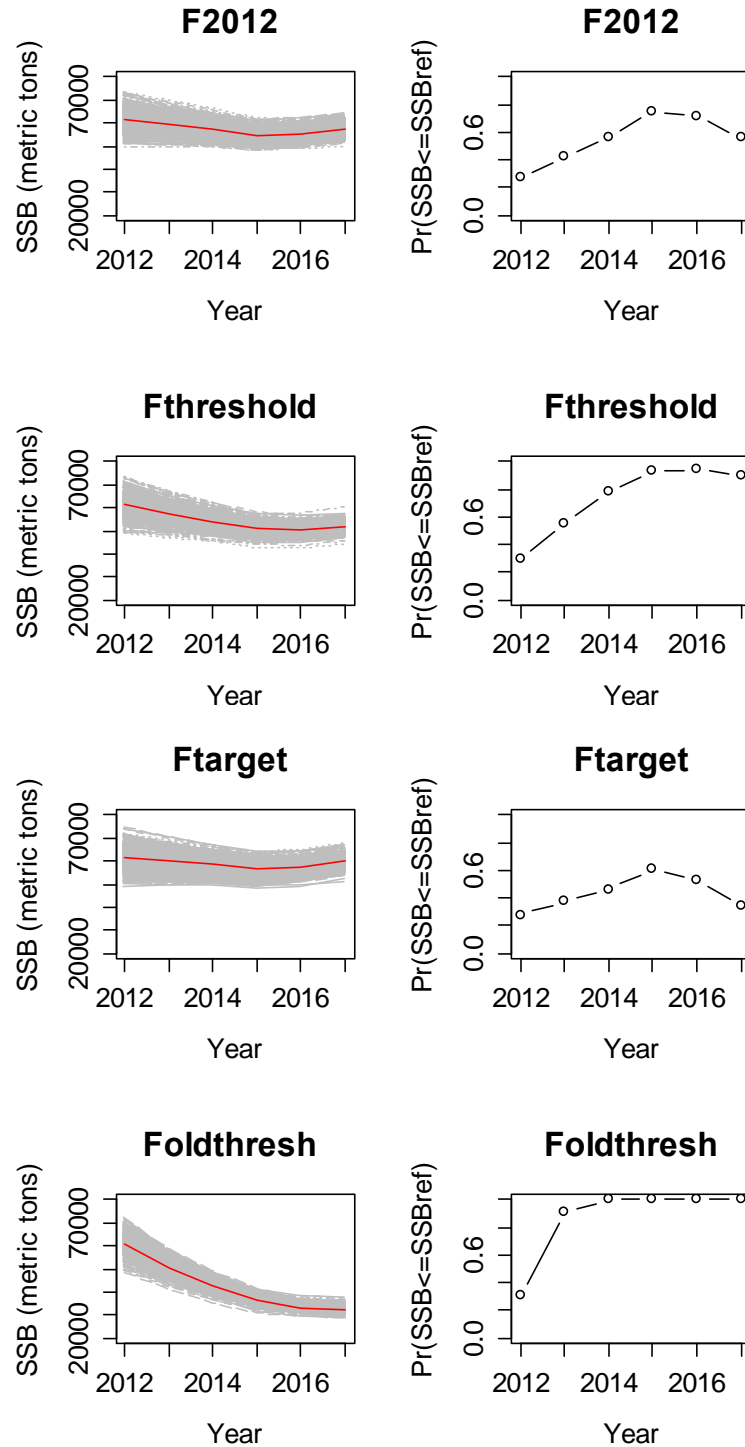 F2012
SSB (metric tons)
70000
20000
2012 2014 2016
Year
F2012
Pr(SSB<=SSBref)
0.6
0.0
2012 2014 2016
Year
Fthreshold
SSB (metric tons)
70000
20000
2012 2014 2016
Year
Fthreshold
Pr(SSB<=SSBref)
0.6
0.0
2012 2014 2016
Year
Ftarget
SSB (metric tons)
70000
20000
2012 2014 2016
Year
Ftarget
Pr(SSB<=SSBref)
0.6
0.0
2012 2014 2016
Year
Foldthresh
SSB (metric tons)
70000
20000
2012 2014 2016
Year
Foldthresh
Pr(SSB<=SSBref)
0.6
0.0
2012 2014 2016
Year